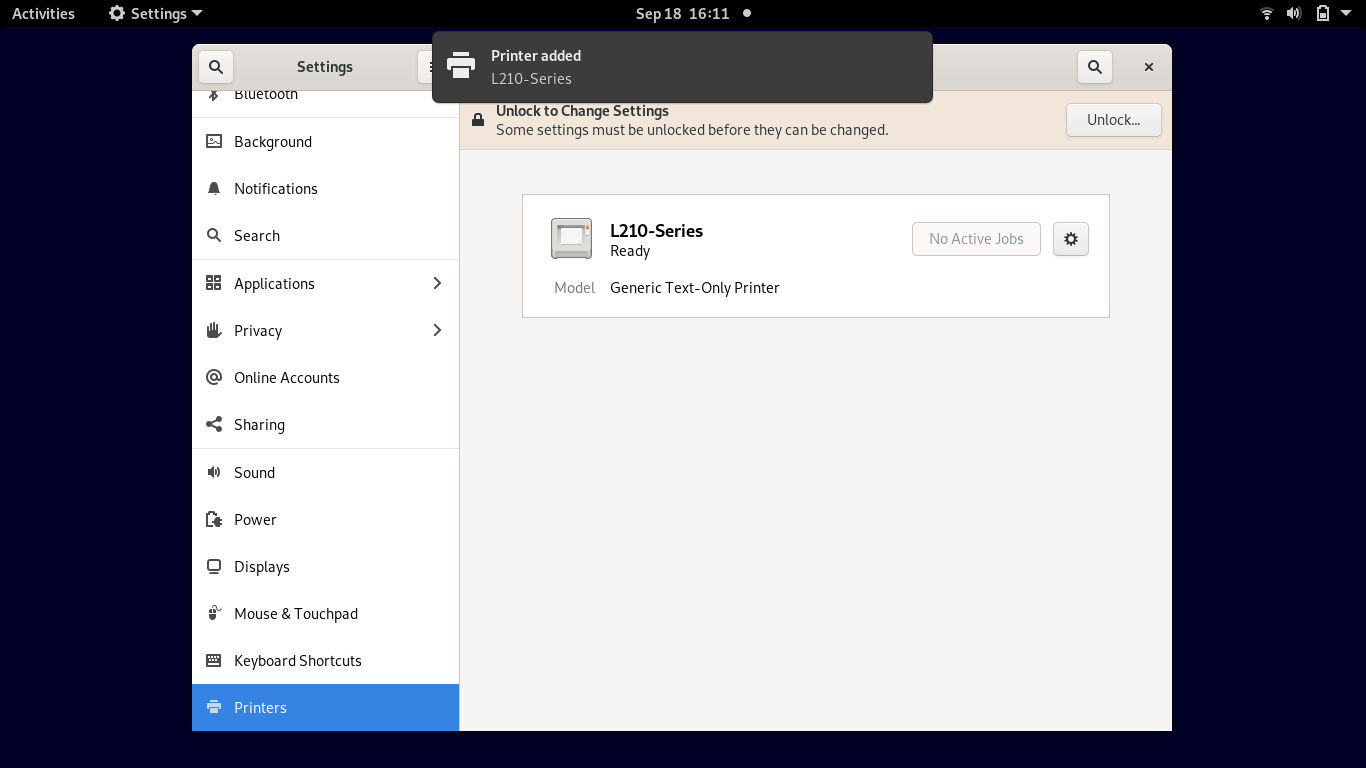 Activities
Settings
Sep 18 16:11
Printer added
L210-Series
Settings
Bluetooth
Background
Notifications
Search
Applications
Privacy
Online Accounts
Sharing
Sound
Power
Displays
Mouse & Touchpad
Keyboard Shortcuts
Printers
Unlock to Change Settings
Some settings must be unlocked before they can be changed.
Unlock...
L210-Series
Ready
No Active Jobs
Model Generic Text-Only Printer